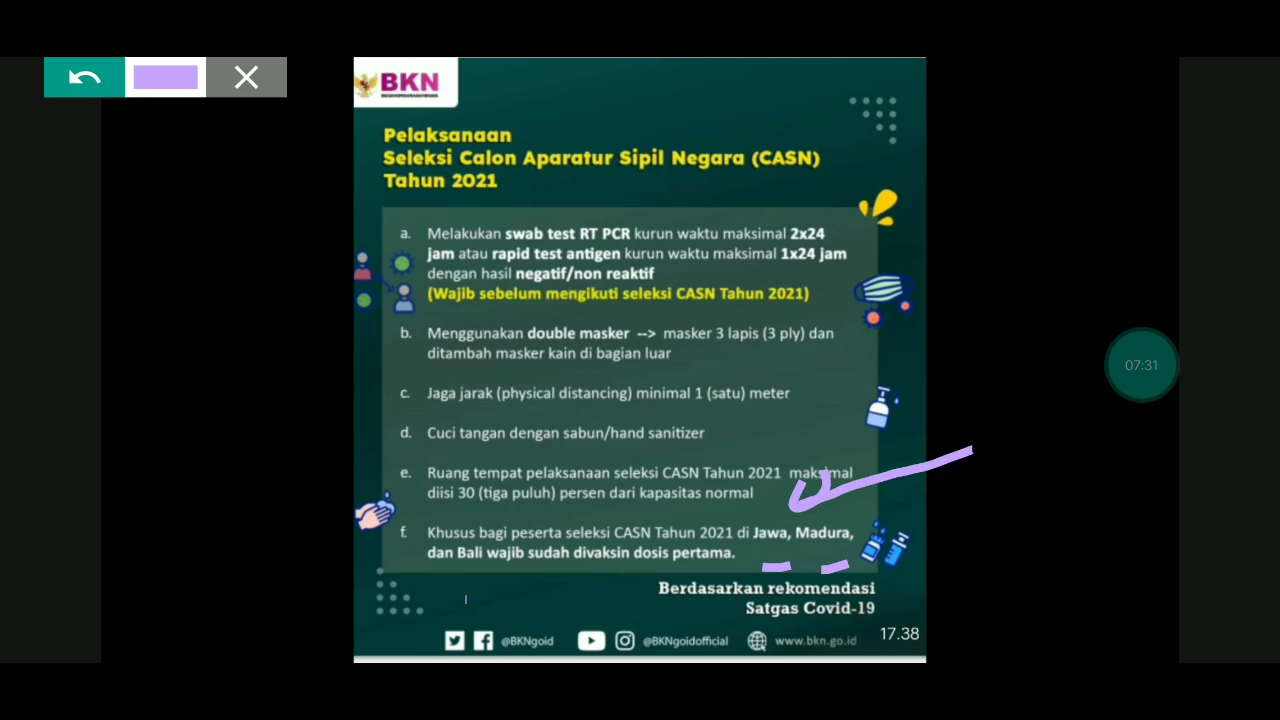 BKN
Pelaksanaan
Seleksi Calon Aparatur Sipil Negara (CASN)
Tahun 2021
a. Melakukan swab test RT PCR kurun waktu maksimal 2x24
jam atau rapid test antigen kurun waktu maksimal 1x24 jam
dengan hasil negatif/non reaktif
(Wajib sebelum mengikuti seleksi CASN Tahun 2021)
b. Menggunakan double masker --> masker 3 lapis (3 ply) dan
ditambah masker kain di bagian luar
c. Jaga jarak (physical distancing) minimal 1 (satu) meter
d. Cuci tangan dengan sabun/hand sanitizer
07:31
e. Ruang tempat pelaksanaan seleksi CASN Tahun 2021 maksimal
diisi 30 (tiga puluh) persen dari kapasitas normal
f. Khusus bagi peserta seleksi CASN Tahun 2021 di Jawa, Madura,
dan Bali wajib sudah divaksin dosis pertama.
Berdasarkan rekomendasi
Satgas Covid-19
@BKNgoid @BKNgoidofficial www.bkn.go.id 17.38